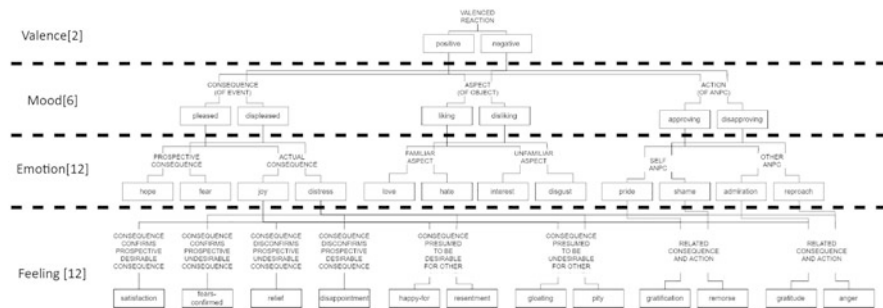 VALENCED
REACTION
Valence[2]
positive negative
CONSEQUENCE
(OF EVENT)
ASPECT
(OF OBJECT)
ACTION
(OF ANPC)
Mood[6]
pleased displeased liking disliking approving disapproving
PROSPECTIVE
CONSEQUENCE
ACTUAL
CONSEQUENCE
FAMILIAR
ASPECT
UNFAMILIAR
ASPECT
SELF
ANPC
OTHER
ANPC
Emotion[12]
hope fear joy distress love hate interest disgust pride shame admiration reproach
CONSEQUENCE
CONFIRMS
PROSPECTIVE
DESIRABLE
CONSEQUENCE
CONSEQUENCE
CONFIRMS
PROSPECTIVE
UNDESIRABLE
CONSEQUENCE
CONSEQUENCE
DISCONFIRMS
PROSPECTIVE
UNDESIRABLE
CONSEQUENCE
CONSEQUENCE
DISCONFIRMS
PROSPECTIVE
DESIRABLE
CONSEQUENCE
CONSEQUENCE
PRESUMED
TO BE
DESIRABLE
FOR OTHER
CONSEQUENCE
PRESUMED
TO BE
UNDESIRABLE
FOR OTHER
RELATED
CONSEQUENCE
AND ACTION
RELATED
CONSEQUENCE
AND ACTION
Feeling [12]
satisfaction
fears-
confirmed
relief disappointment happy-for resentment gloating pity gratification remorse gratitude anger